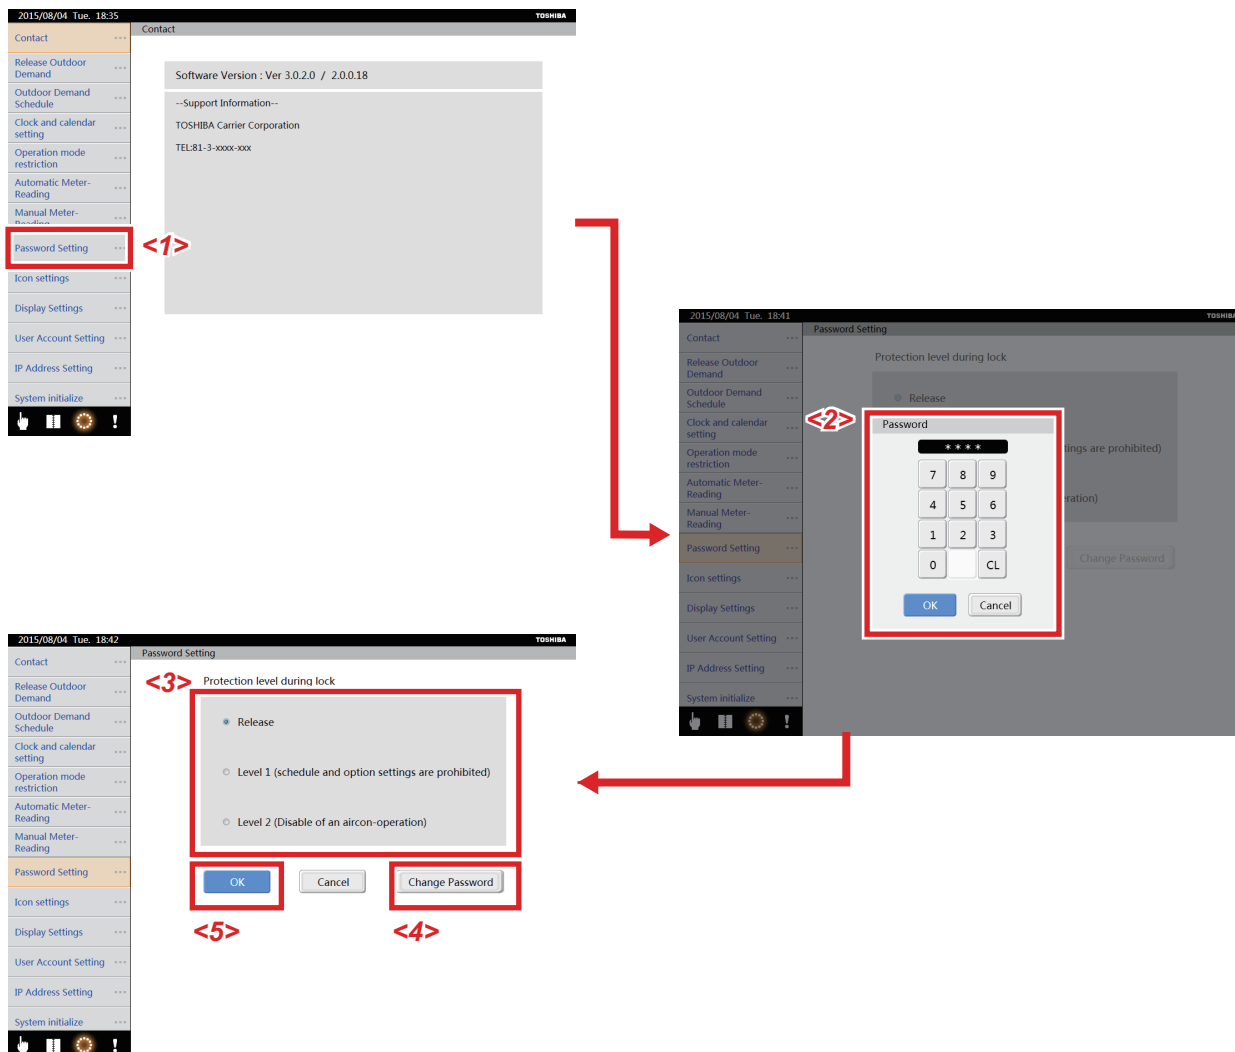 2015/08/04 Tue. 18:35
TOSHIBA
Contact
Contact
Release Outdoor
Demand
Outdoor Demand
Schedule
Clock and calendar
setting
Operation mode
restriction
Automatic Meter-
Reading
Manual Meter-
Reading
Password Setting
Icon settings
Display Settings
User Account Setting
IP Address Setting
System initialize
Software Version : Ver 3.0.2.0 / 2.0.0.18
--Support Information--
TOSHIBA Carrier Corporation
TEL:81-3-xxxx-xxx
<1>
2015/08/04 Tue. 18:41
TOSHIBA
Password Setting
Contact
Release Outdoor
Demand
Outdoor Demand
Schedule
Clock and calendar
setting
Operation mode
restriction
Automatic Meter-
Reading
Manual Meter-
Reading
Password Setting
Icon settings
Display Settings
User Account Setting
IP Address Setting
System initialize
Protection level during lock
Release
tings are prohibited)
eration)
Change Password
<2>
Password
* * * *
7 8 9
4 5 6
1 2 3
0 CL
OK Cancel
2015/08/04 Tue. 18:42
TOSHIBA
Password Setting
Contact
Release Outdoor
Demand
Outdoor Demand
Schedule
Clock and calendar
setting
Operation mode
restriction
Automatic Meter-
Reading
Manual Meter-
Reading
Password Setting
Icon settings
Display Settings
User Account Setting
IP Address Setting
System initialize
<3>
Protection level during lock
Release
Level 1 (schedule and option settings are prohibited)
Level 2 (Disable of an aircon-operation)
OK Cancel Change Password
<5> <4>